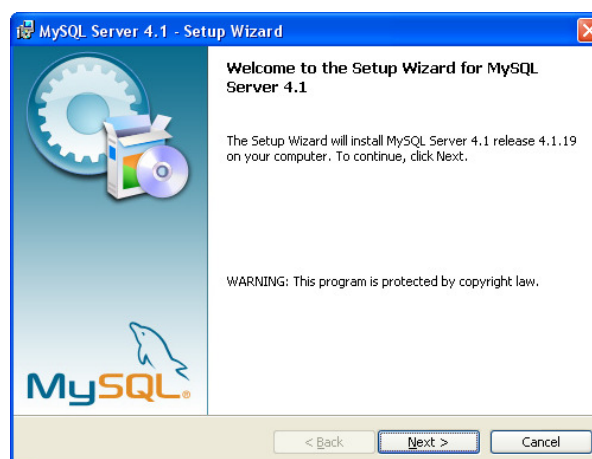 MySQL Server 4.1 - Setup Wizard
Welcome to the Setup Wizard for MySQL
Server 4.1
The Setup Wizard will install MySQL Server 4.1 release 4.1.19
on your computer. To continue, click Next.
WARNING: This program is protected by copyright law.
MySQL®
< Back
Next >
Cancel